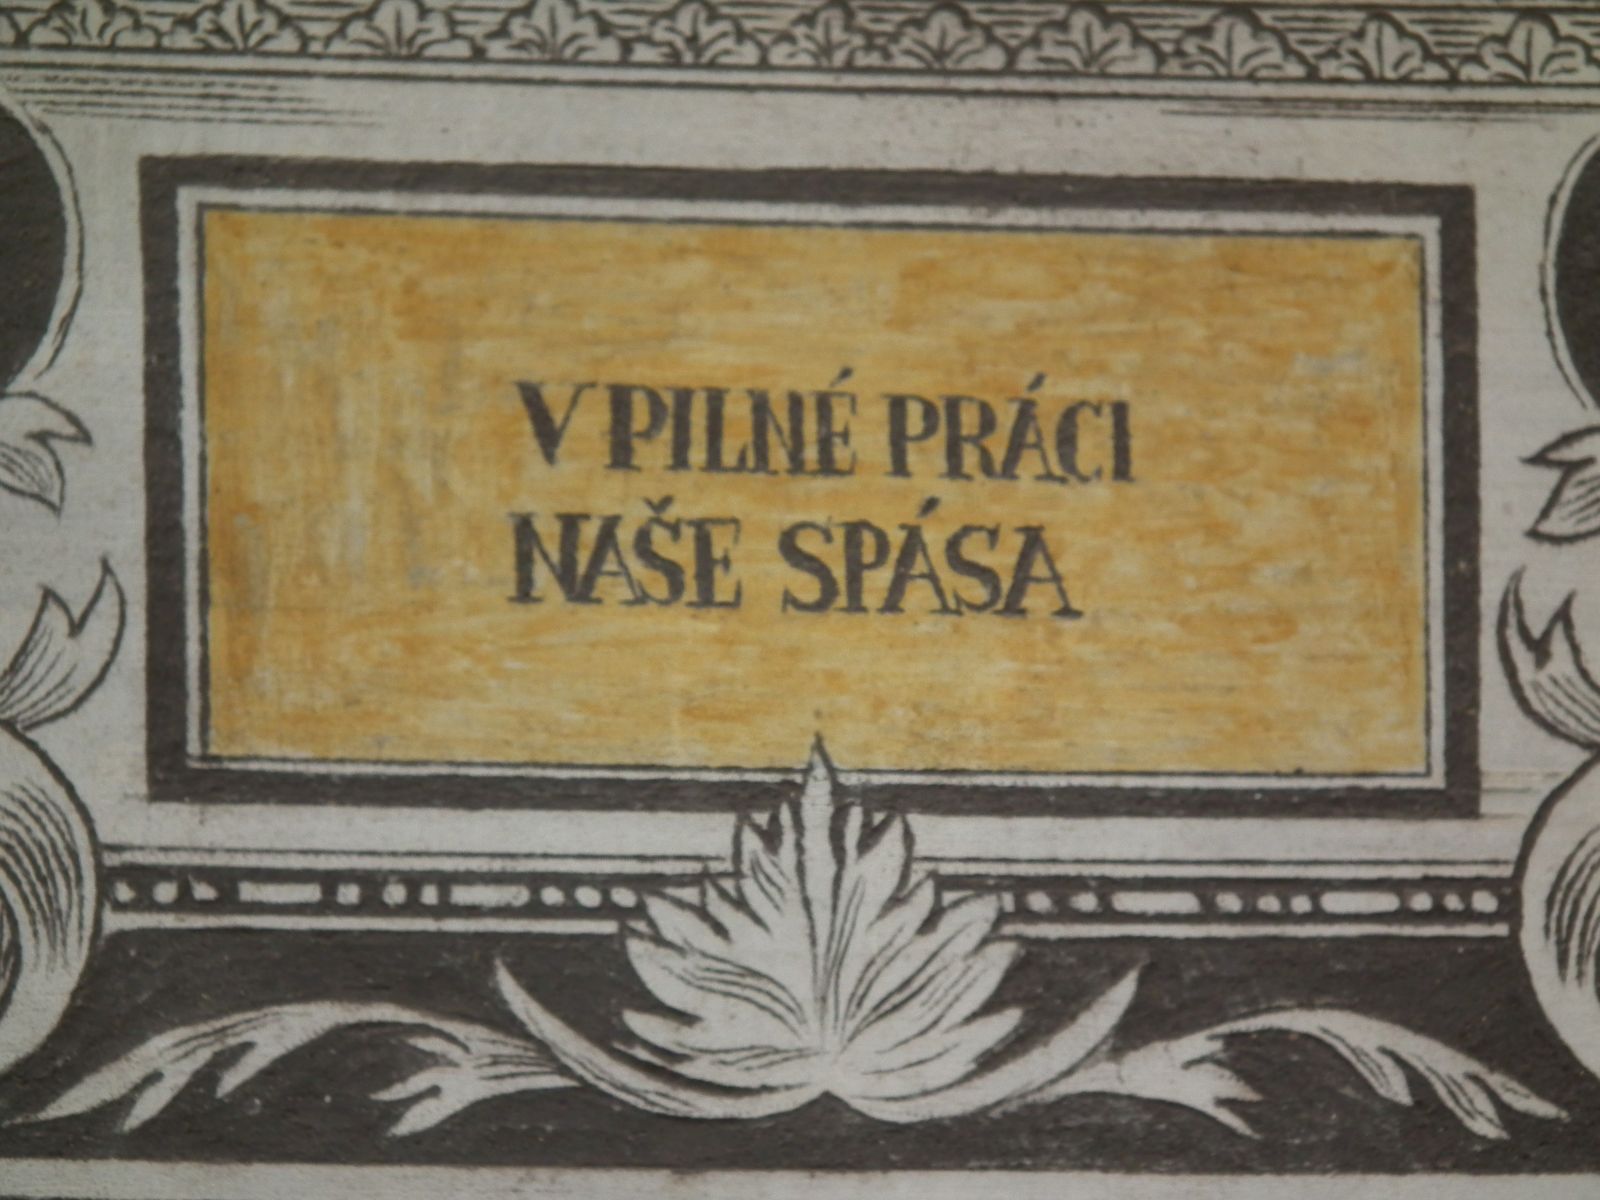 V PILNÉ PRÁCI
NAŠE SPÁSA